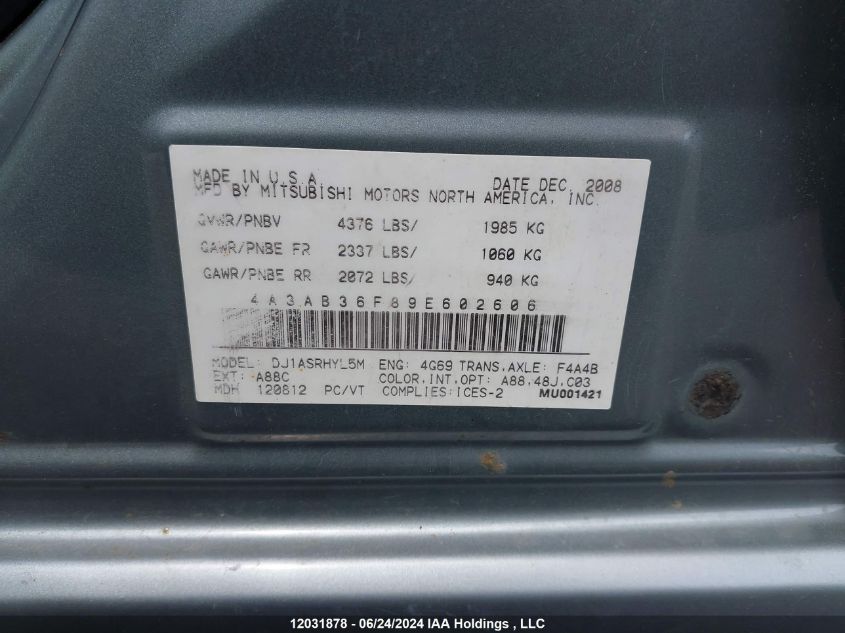 MADE IN U.S.A. DATE DEC. 2008
MFD BY MITSUBISHI MOTORS NORTH AMERICA, INC.
GVWR/PNBV 4376 LBS/ 1985 KG
GAWR/PNBE FR 2337 LBS/ 1060 KG
GAWR/PNBE RR 2072 LBS/ 940 KG
4A3AB36F89E602606
MODEL: DJ1ASRHYL5M ENG: 4G69 TRANS.AXLE: F4A4B
EXT: A88C COLOR,INT,OPT: A88,48J,C03
MDH 120612 PC/VT COMPLIES:ICES-2 MU001421
12031878 - 06/24/2024 IAA Holdings , LLC